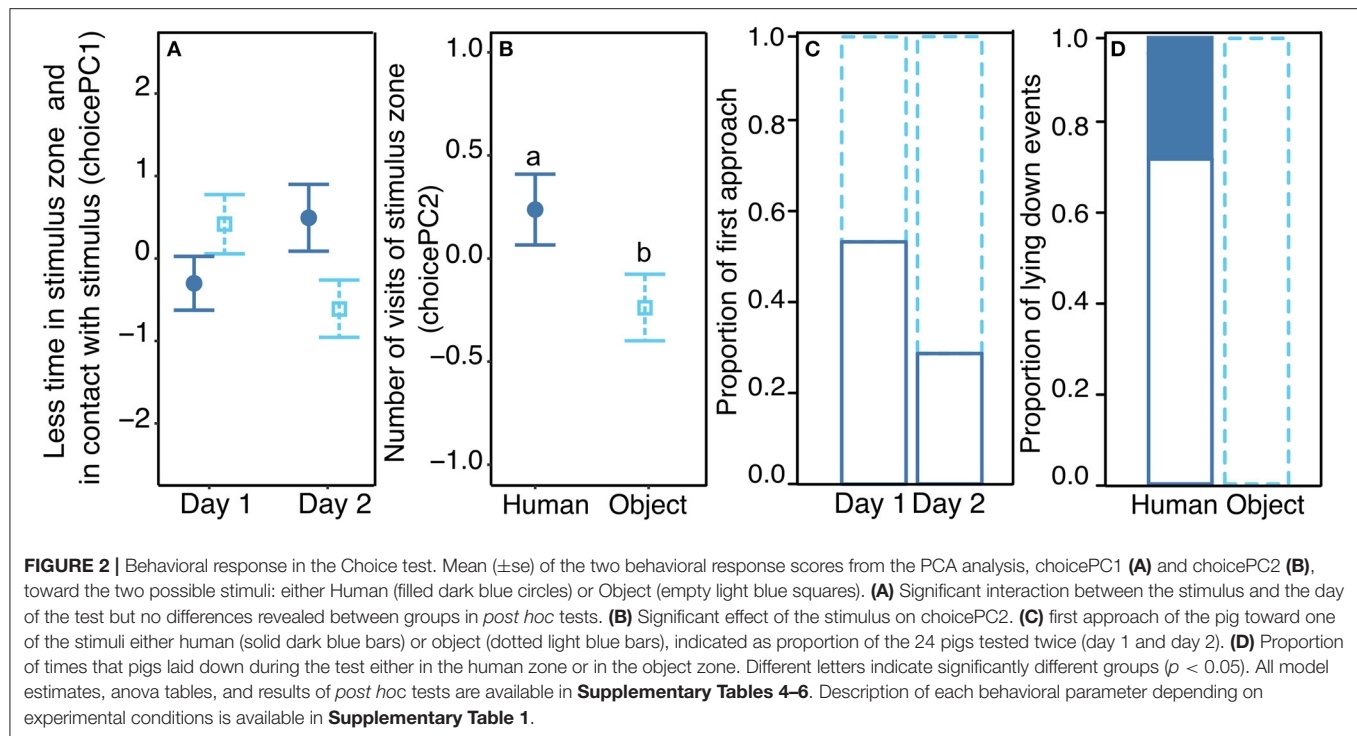 A
Less time in stimulus zone and
in contact with stimulus (choicePC1)
2
1
0
−1
−2
Day 1 Day 2
B
Number of visits of stimulus zone
(choicePC2)
1.0
0.5
0.0
−0.5
−1.0
a
b
Human Object
C
Proportion of first approach
1.0
0.8
0.6
0.4
0.2
0.0
Day 1 Day 2
D
Proportion of lying down events
1.0
0.8
0.6
0.4
0.2
0.0
Human Object
FIGURE 2 | Behavioral response in the Choice test. Mean (±se) of the two behavioral response scores from the PCA analysis, choicePC1 (A) and choicePC2 (B),
toward the two possible stimuli: either Human (filled dark blue circles) or Object (empty light blue squares). (A) Significant interaction between the stimulus and the day
of the test but no differences revealed between groups in post hoc tests. (B) Significant effect of the stimulus on choicePC2. (C) first approach of the pig toward one
of the stimuli either human (solid dark blue bars) or object (dotted light blue bars), indicated as proportion of the 24 pigs tested twice (day 1 and day 2). (D) Proportion
of times that pigs laid down during the test either in the human zone or in the object zone. Different letters indicate significantly different groups (p < 0.05). All model
estimates, anova tables, and results of post hoc tests are available in Supplementary Tables 4–6. Description of each behavioral parameter depending on
experimental conditions is available in Supplementary Table 1.